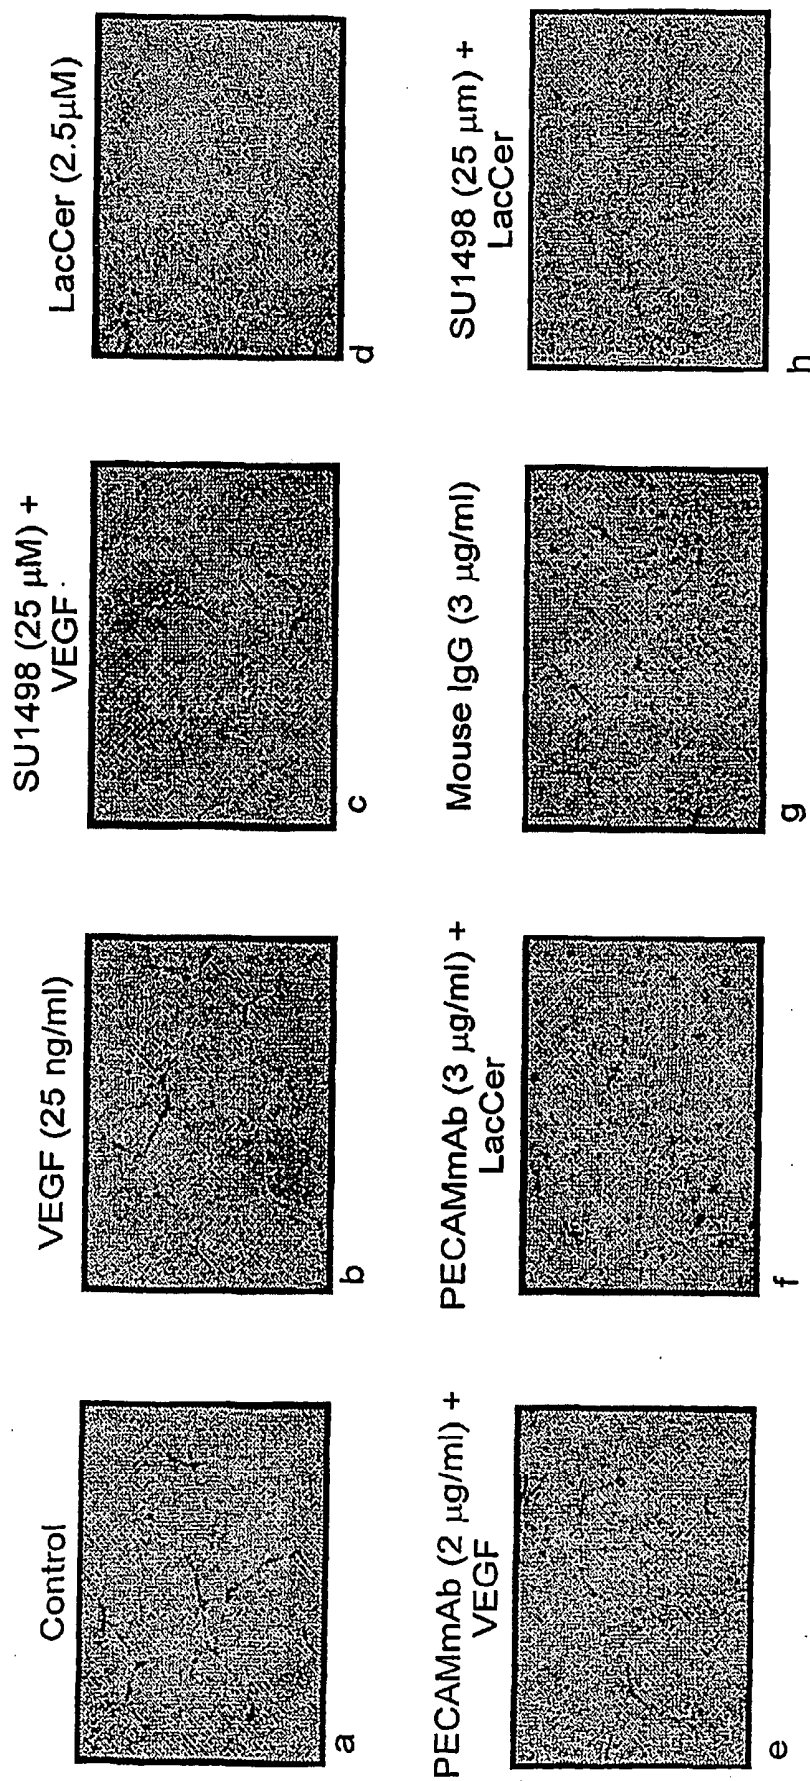 Control
a
VEGF (25 ng/ml)
b
SU1498 (25 μM) +
VEGF
c
LacCer (2.5μM)
d
PECAMmAb (2 μg/ml) +
VEGF
e
PECAMmAb (3 μg/ml) +
LacCer
f
Mouse IgG (3 μg/ml)
g
SU1498 (25 μm) +
LacCer
h